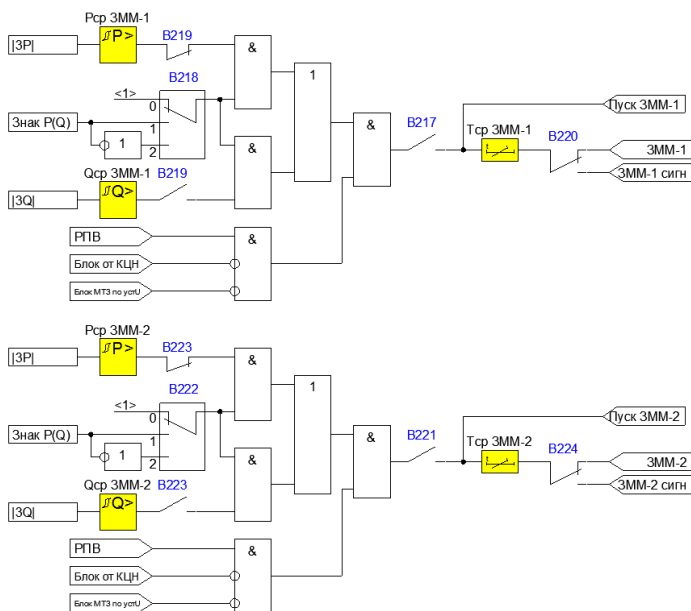 Рср ЗММ-1
|3P|
P>
B219
&
1
B218
<1>
0
Знак P(Q)
1
1
2
&
&
B217
Тср ЗММ-1
B220
Пуск ЗММ-1
ЗММ-1
ЗММ-1 сигн
Qср ЗММ-1
|3Q|
Q>
B219
РПВ
&
Блок от КЦН
Блок МТЗ по устU
Рср ЗММ-2
|3P|
P>
B223
&
1
B222
<1>
0
Знак P(Q)
1
1
2
&
&
B221
Тср ЗММ-2
B224
Пуск ЗММ-2
ЗММ-2
ЗММ-2 сигн
Qср ЗММ-2
|3Q|
Q>
B223
РПВ
&
Блок от КЦН
Блок МТЗ по устU